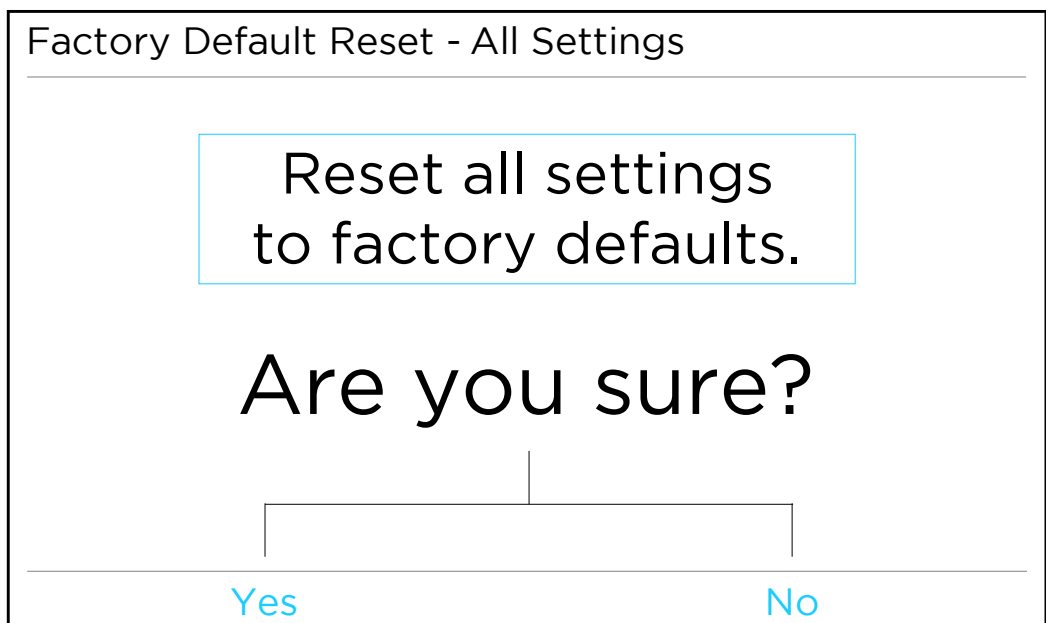 Factory Default Reset - All Settings
Reset all settings
to factory defaults.
Are you sure?
Yes No